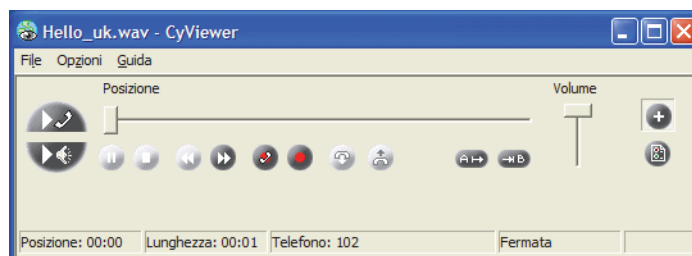 Hello_uk.wav - CyViewer
File Opzioni Guida
Posizione Volume
A B
Posizione: 00:00 Lunghezza: 00:01 Telefono: 102 Fermata